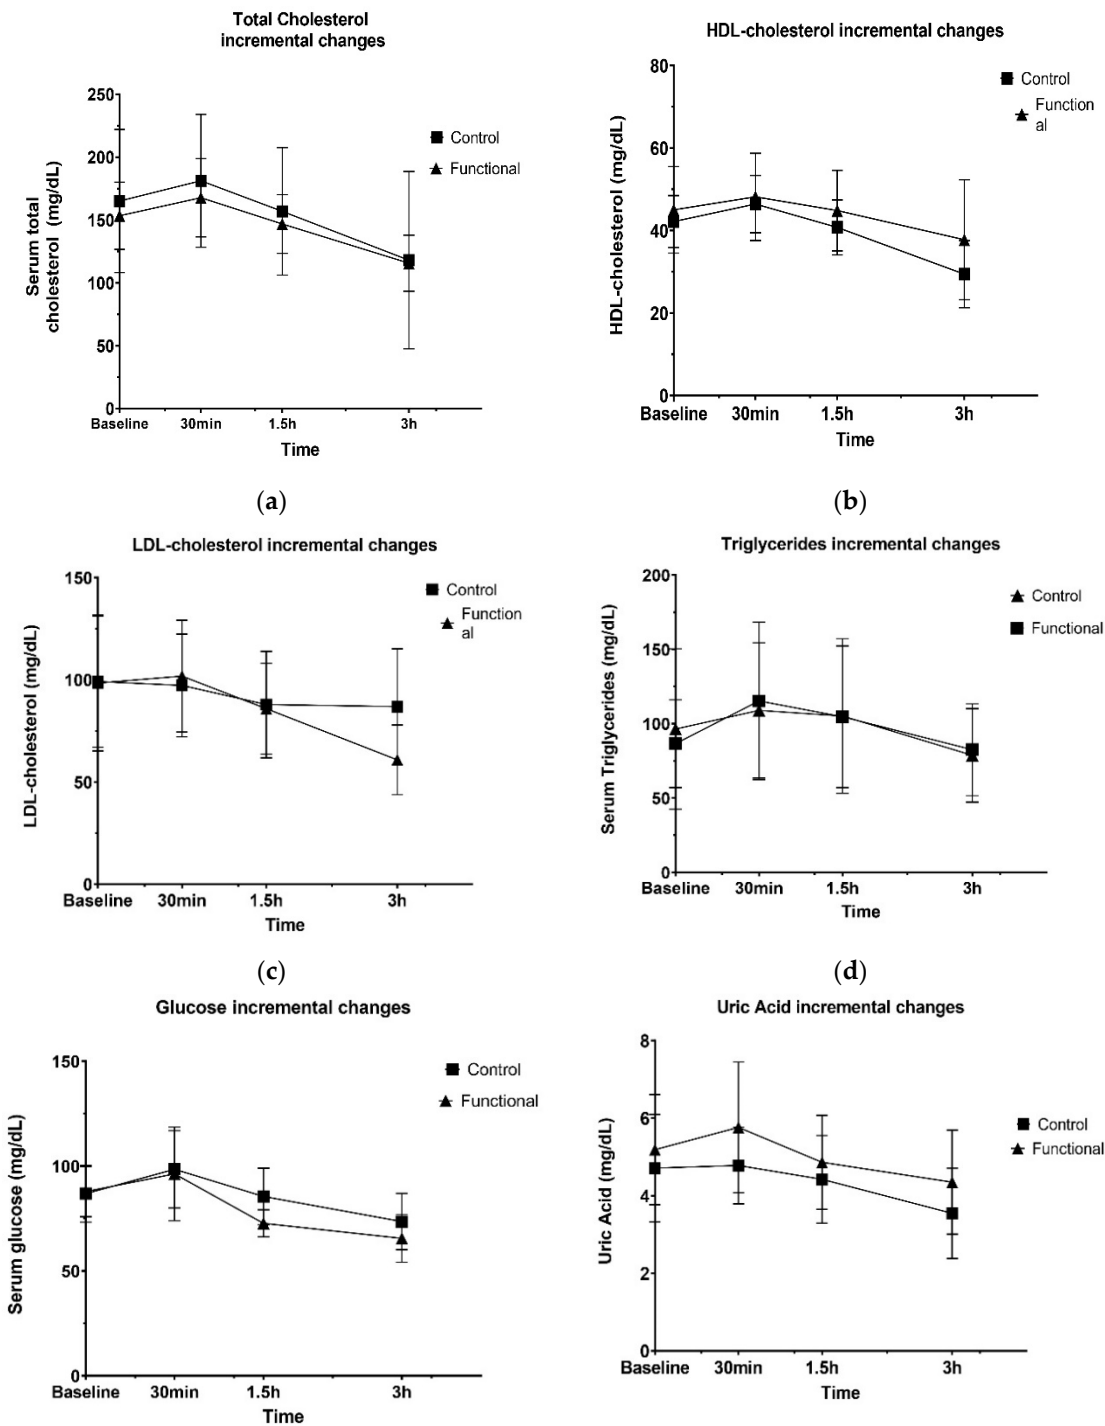 Total Cholesterol
incremental changes
250
200
150
100
50
0
Serum total
cholesterol (mg/dL)
Control
Functional
Baseline 30min 1.5h 3h
Time
(a)
HDL-cholesterol incremental changes
80
60
40
20
0
HDL-cholesterol (mg/dL)
Control
Function
al
Baseline 30min 1.5h 3h
Time
(b)
LDL-cholesterol incremental changes
150
100
50
0
LDL-cholesterol (mg/dL)
Control
Function
al
Baseline 30min 1.5h 3h
Time
(c)
Triglycerides incremental changes
200
150
100
50
0
Serum Triglycerides (mg/dL)
Control
Functional
Baseline 30min 1.5h 3h
Time
(d)
Glucose incremental changes
150
100
50
0
Serum glucose (mg/dL)
Control
Functional
Baseline 30min 1.5h 3h
Time
Uric Acid incremental changes
8
6
4
2
0
Uric Acid (mg/dL)
Control
Functional
Baseline 30min 1.5h 3h
Time